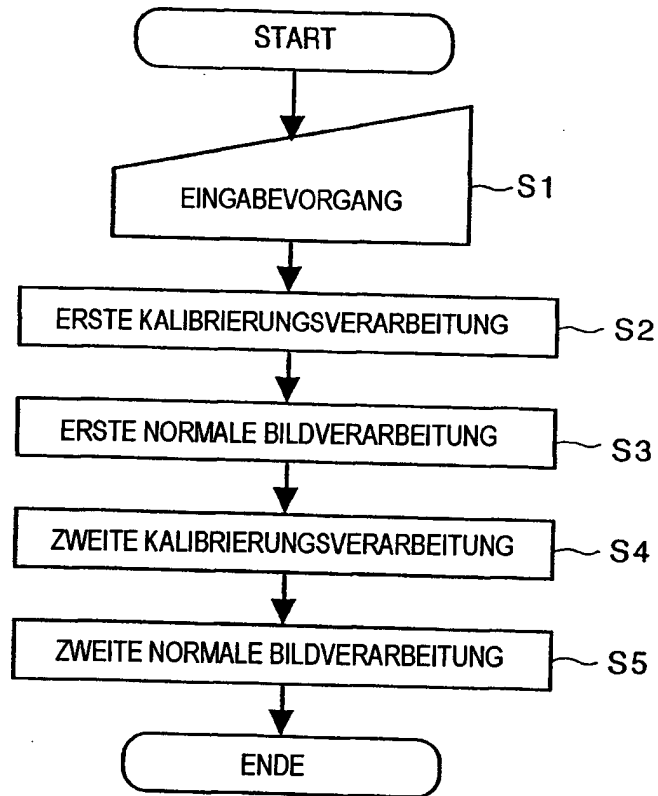 START
EINGABEVORGANG
S1
ERSTE KALIBRIERUNGSVERARBEITUNG
S2
ERSTE NORMALE BILDVERARBEITUNG
S3
ZWEITE KALIBRIERUNGSVERARBEITUNG
S4
ZWEITE NORMALE BILDVERARBEITUNG
S5
ENDE